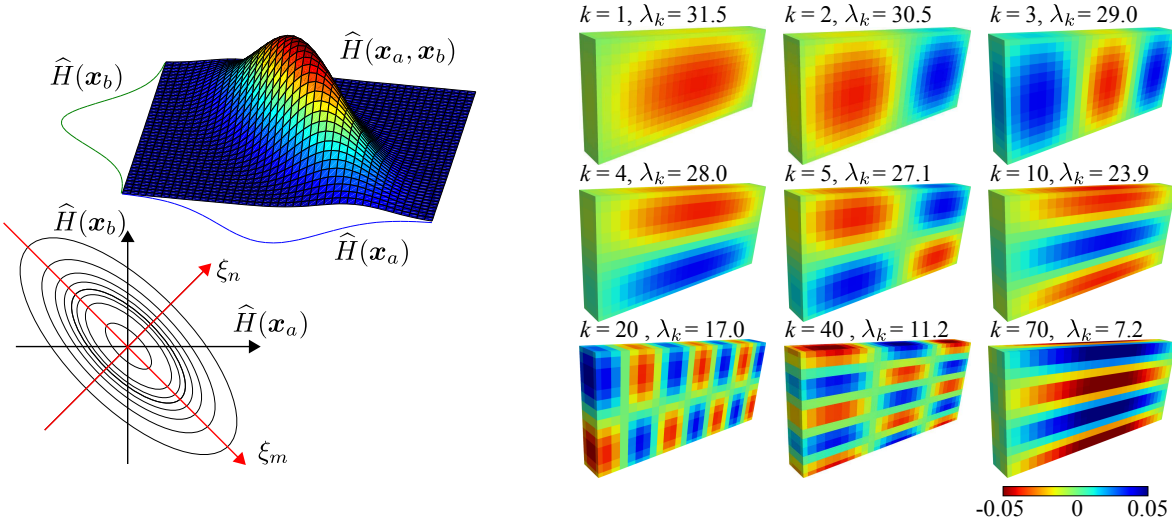 Ĥ(x_b)
Ĥ(x_a, x_b)
Ĥ(x_a)
Ĥ(x_b)
ξ_n
Ĥ(x_a)
ξ_m
k = 1, λ_k = 31.5
k = 2, λ_k = 30.5
k = 3, λ_k = 29.0
k = 4, λ_k = 28.0
k = 5, λ_k = 27.1
k = 10, λ_k = 23.9
k = 20 , λ_k = 17.0
k = 40 , λ_k = 11.2
k = 70, λ_k = 7.2
-0.05 0 0.05